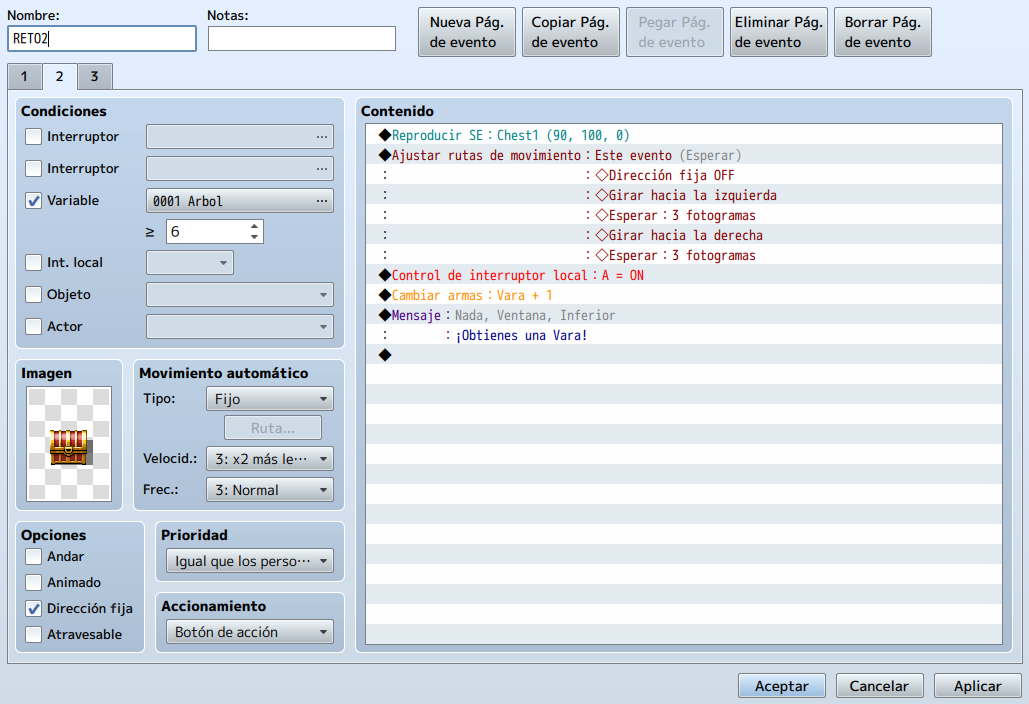 Nombre:
Notas:
RETO2
Nueva Pág. de evento
Copiar Pág. de evento
Pegar Pág. de evento
Eliminar Pág. de evento
Borrar Pág. de evento
1 2 3
Condiciones
Interruptor ...
Interruptor ...
Variable 0001 Arbol ...
≥ 6
Int. local
Objeto
Actor
Imagen
Movimiento automático
Tipo: Fijo
Ruta...
Velocid.: 3: x2 más le···
Frec.: 3: Normal
Opciones
Andar
Animado
Dirección fija
Atravesable
Prioridad
Igual que los perso···
Accionamiento
Botón de acción
Contenido
◆Reproducir SE：Chest1 (90, 100, 0)
◆Ajustar rutas de movimiento：Este evento (Esperar)
： ：◇Dirección fija OFF
： ：◇Girar hacia la izquierda
： ：◇Esperar：3 fotogramas
： ：◇Girar hacia la derecha
： ：◇Esperar：3 fotogramas
◆Control de interruptor local：A = ON
◆Cambiar armas：Vara + 1
◆Mensaje：Nada, Ventana, Inferior
： ：¡Obtienes una Vara!
◆
Aceptar
Cancelar
Aplicar